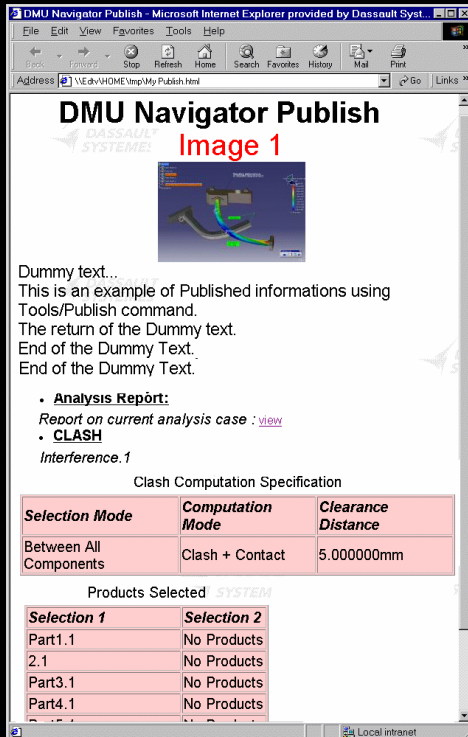 DMU Navigator Publish - Microsoft Internet Explorer provided by Dassault Syst...
File Edit View Favorites Tools Help
Back Forward Stop Refresh Home Search Favorites History Mail Print
Address \\Edtv\HOME\tmp\My Publish.html Go Links
DMU Navigator Publish
DASSAULT
SYSTEMES
Image 1
Dummy text...
This is an example of Published informations using
Tools/Publish command.
The return of the Dummy text.
End of the Dummy Text.
End of the Dummy Text.
Analysis Report:
Report on current analysis case : view
CLASH
Interference.1
Clash Computation Specification
Selection Mode Computation Mode Clearance Distance
Between All Components Clash + Contact 5.000000mm
Products Selected SYSTEM
Selection 1 Selection 2
Part1.1 No Products
2.1 No Products
Part3.1 No Products
Part4.1 No Products
Local intranet